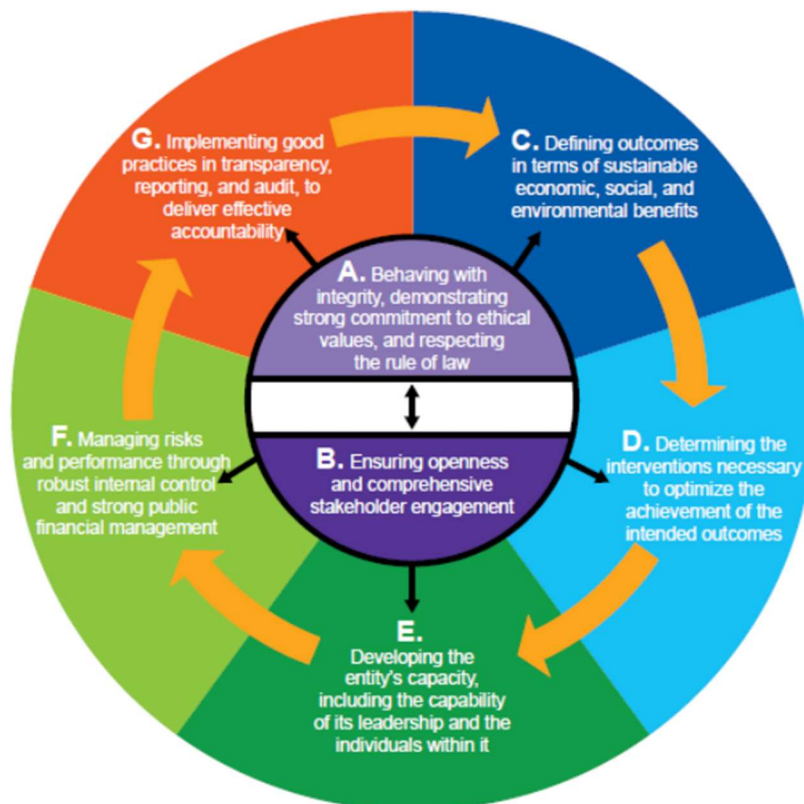 G. Implementing good
practices in transparency,
reporting, and audit, to
deliver effective
accountability
C. Defining outcomes
in terms of sustainable
economic, social, and
environmental benefits
A. Behaving with
integrity, demonstrating
strong commitment to ethical
values, and respecting
the rule of law
B. Ensuring openness
and comprehensive
stakeholder engagement
D. Determining the
interventions necessary
to optimize the
achievement of the
intended outcomes
E.
Developing the
entity's capacity,
including the capability
of its leadership and the
individuals within it
F. Managing risks
and performance through
robust internal control
and strong public
financial management